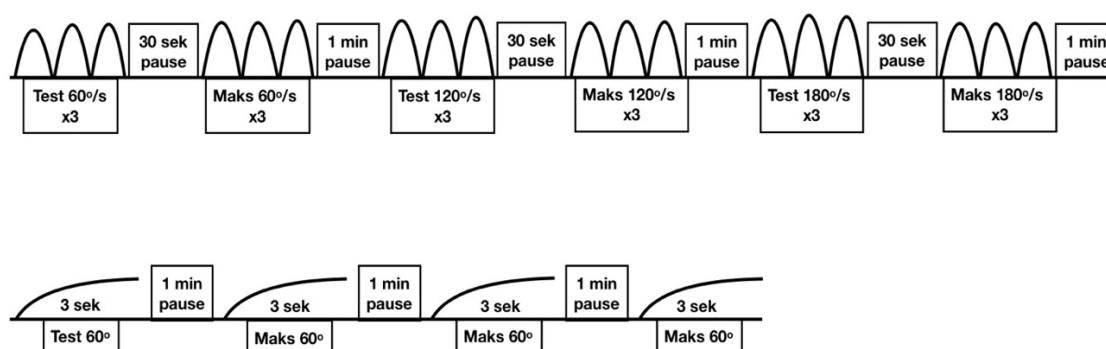 30 sek
pause
1 min
pause
30 sek
pause
1 min
pause
30 sek
pause
1 min
pause
Test 60º/s
x3
Maks 60º/s
x3
Test 120º/s
x3
Maks 120º/s
x3
Test 180º/s
x3
Maks 180º/s
x3
3 sek
1 min
pause
3 sek
1 min
pause
3 sek
1 min
pause
3 sek
Test 60º
Maks 60º
Maks 60º
Maks 60º